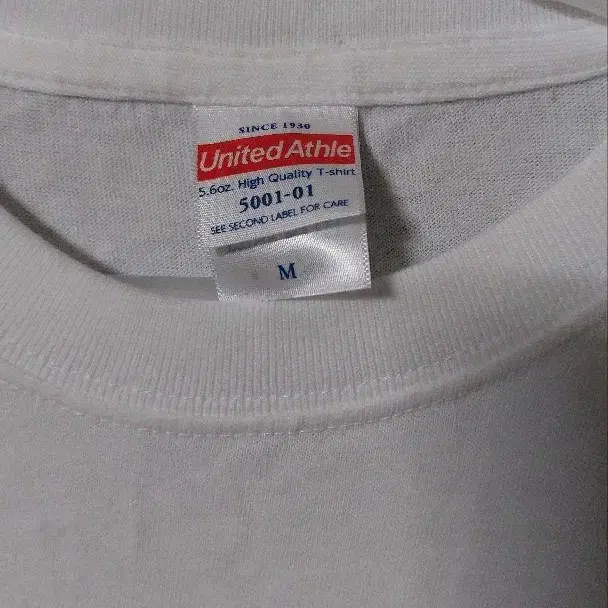 SINCE 1930
United Athle
5.6oz. High Quality T-shirt
5001-01
SEE SECOND LABEL FOR CARE
M